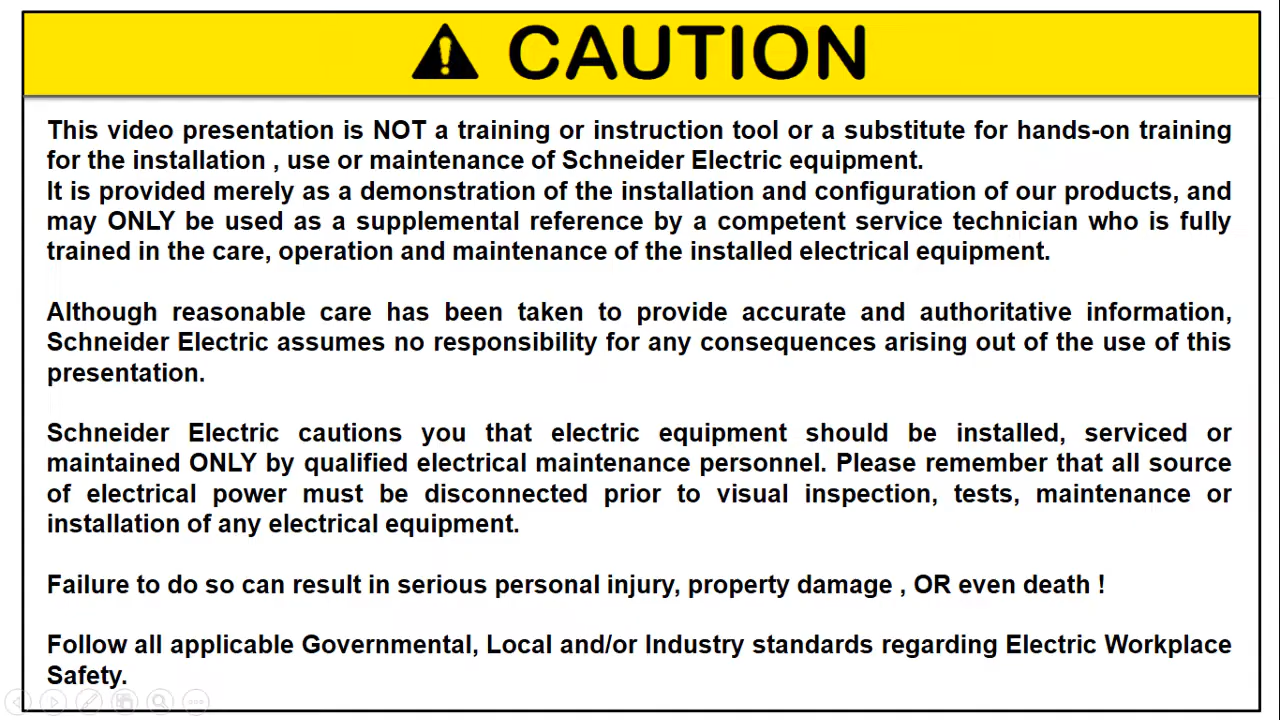 CAUTION
This video presentation is NOT a training or instruction tool or a substitute for hands-on training
for the installation , use or maintenance of Schneider Electric equipment.
It is provided merely as a demonstration of the installation and configuration of our products, and
may ONLY be used as a supplemental reference by a competent service technician who is fully
trained in the care, operation and maintenance of the installed electrical equipment.
Although reasonable care has been taken to provide accurate and authoritative information,
Schneider Electric assumes no responsibility for any consequences arising out of the use of this
presentation.
Schneider Electric cautions you that electric equipment should be installed, serviced or
maintained ONLY by qualified electrical maintenance personnel. Please remember that all source
of electrical power must be disconnected prior to visual inspection, tests, maintenance or
installation of any electrical equipment.
Failure to do so can result in serious personal injury, property damage , OR even death !
Follow all applicable Governmental, Local and/or Industry standards regarding Electric Workplace
Safety.